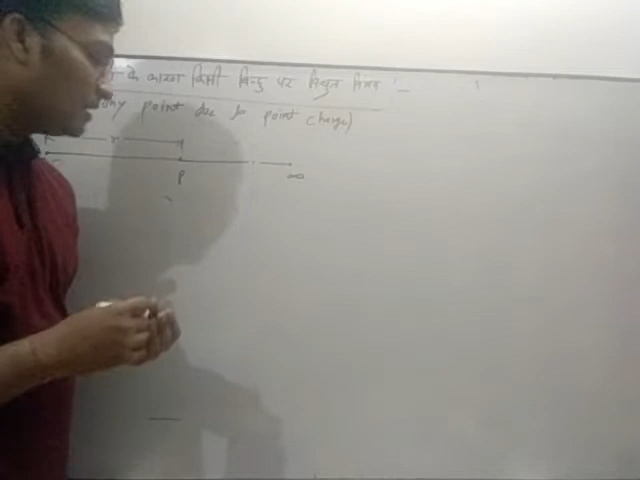 के कारण किसी बिन्दु पर विद्युत विभव :-
any point due to point charge)
r
P
∞